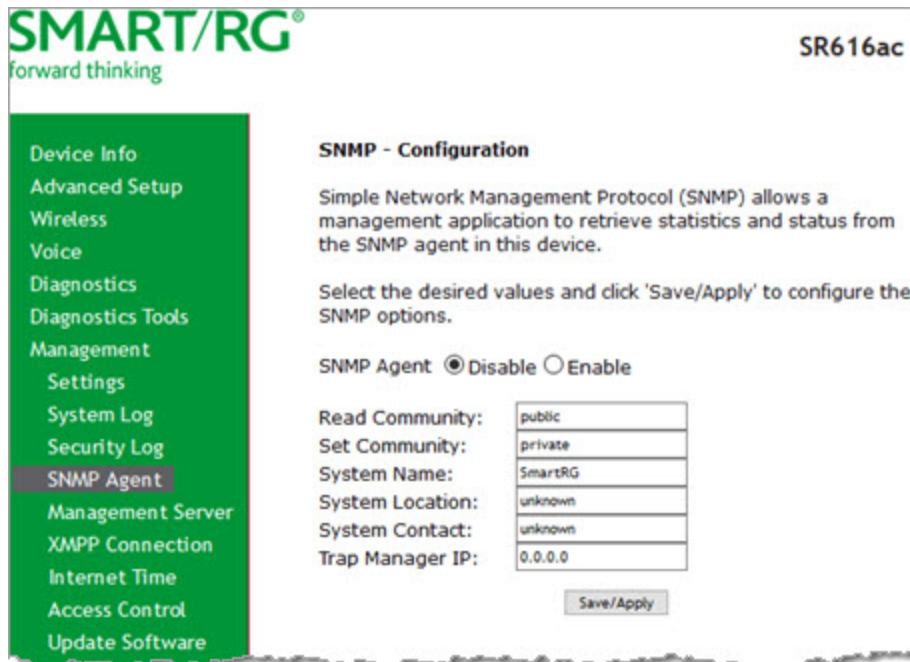 SMART/RG®
forward thinking
SR616ac
Device Info
Advanced Setup
Wireless
Voice
Diagnostics
Diagnostics Tools
Management
Settings
System Log
Security Log
SNMP Agent
Management Server
XMPP Connection
Internet Time
Access Control
Update Software
SNMP - Configuration
Simple Network Management Protocol (SNMP) allows a
management application to retrieve statistics and status from
the SNMP agent in this device.
Select the desired values and click 'Save/Apply' to configure the
SNMP options.
SNMP Agent Disable Enable
Read Community: public
Set Community: private
System Name: SmartRG
System Location: unknown
System Contact: unknown
Trap Manager IP: 0.0.0.0
Save/Apply